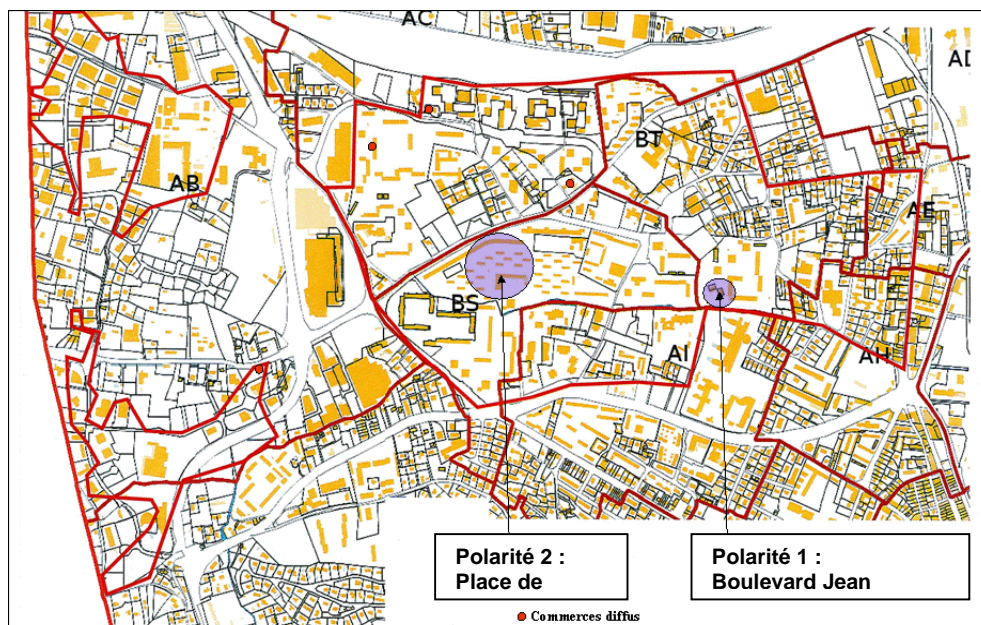 AC
AD
BT
AB
AE
BS
AI
AH
Polarité 2 :
Place de
Polarité 1 :
Boulevard Jean
Commerces diffus